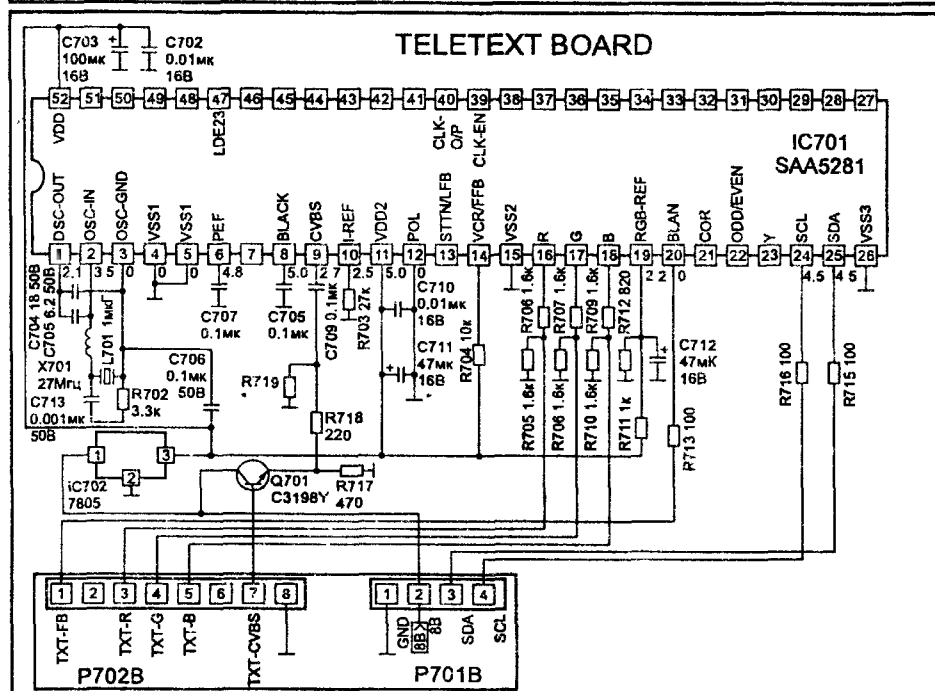 TELETEXT BOARD
C703
100мк
16В
C702
0.01мк
16В
52 51 50 49 48 47 46 45 44 43 42 41 40 39 38 37 36 35 34 33 32 31 30 29 28 27
VDD
LDE23
CLK-O/P
CLK-EN
IC701
SAA5281
OSC-OUT
OSC-IN
OSC-GND
VSS1
VSS1
PEF
BLACK
CVBS
I-REF
VDD2
POL
STTN/LFB
VCR/FFB
VSS2
R
G
B
RGB-REF
BLAN
COR
ODD/EVEN
Y
SCL
SDA
VSS3
1 2 3 4 5 6 7 8 9 10 11 12 13 14 15 16 17 18 19 20 21 22 23 24 25 26
2.1 3 5 0 0 0 4.8 5.0 2 7 2.5 5.0 0 2 2 0 4.5 4 5
C704 18 50В
C705 6.2 50В
L701 1мкГ
X701
27Мгц
C713
0.001мк
50В
R702
3.3к
C706
0.1мк
50В
C707
0.1мк
C705
0.1мк
C709 0.1мк
R703 27к
C710
0.01мк
16В
C711
47мк
16В
R704 10к
R706 1.6к
R707 1.6к
R709 1.6к
R712 820
R705 1.6к
R706 1.6к
R710 1.6к
R711 1к
C712
47мК
16В
R713 100
R716 100
R715 100
R719
*
R718
220
R717
470
Q701
C3198Y
1 2 3
iC702
7805
1 2 3 4 5 6 7 8
TXT-FB
TXT-R
TXT-G
TXT-B
TXT-CVBS
P702B
1 2 3 4
GND
8В
8В
SDA
SCL
P701B